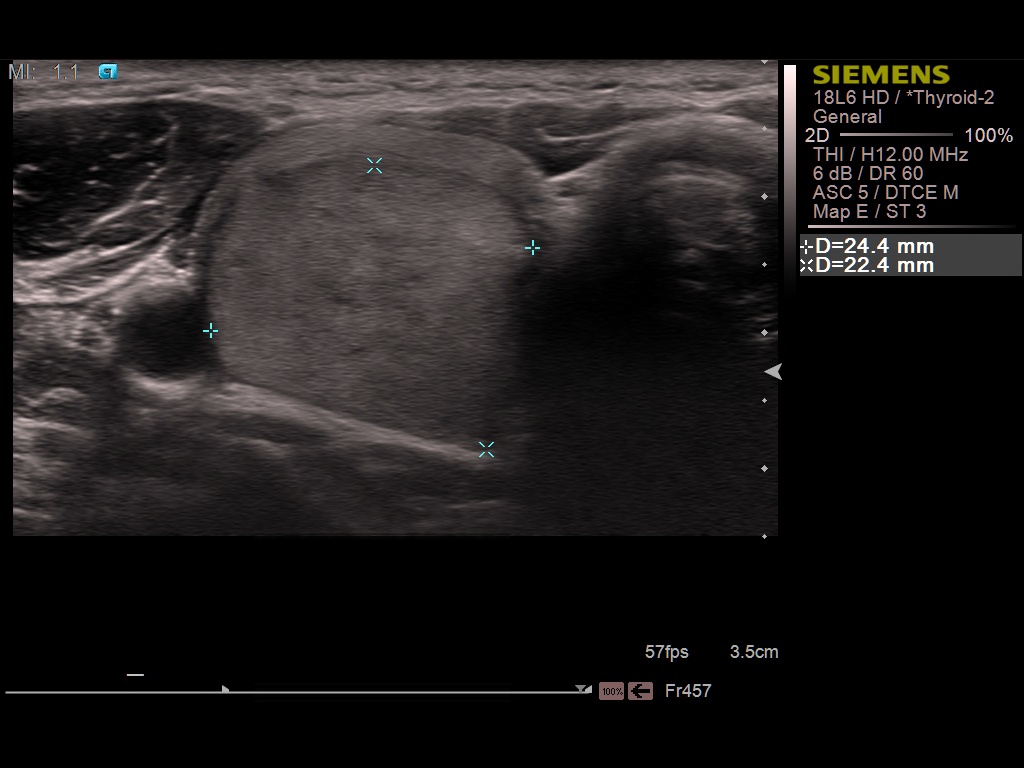 MI: 1.1
SIEMENS
18L6 HD / *Thyroid-2
General
2D 100%
THI / H12.00 MHz
6 dB / DR 60
ASC 5 / DTCE M
Map E / ST 3
D=24.4 mm
D=22.4 mm
57fps 3.5cm
100% Fr457